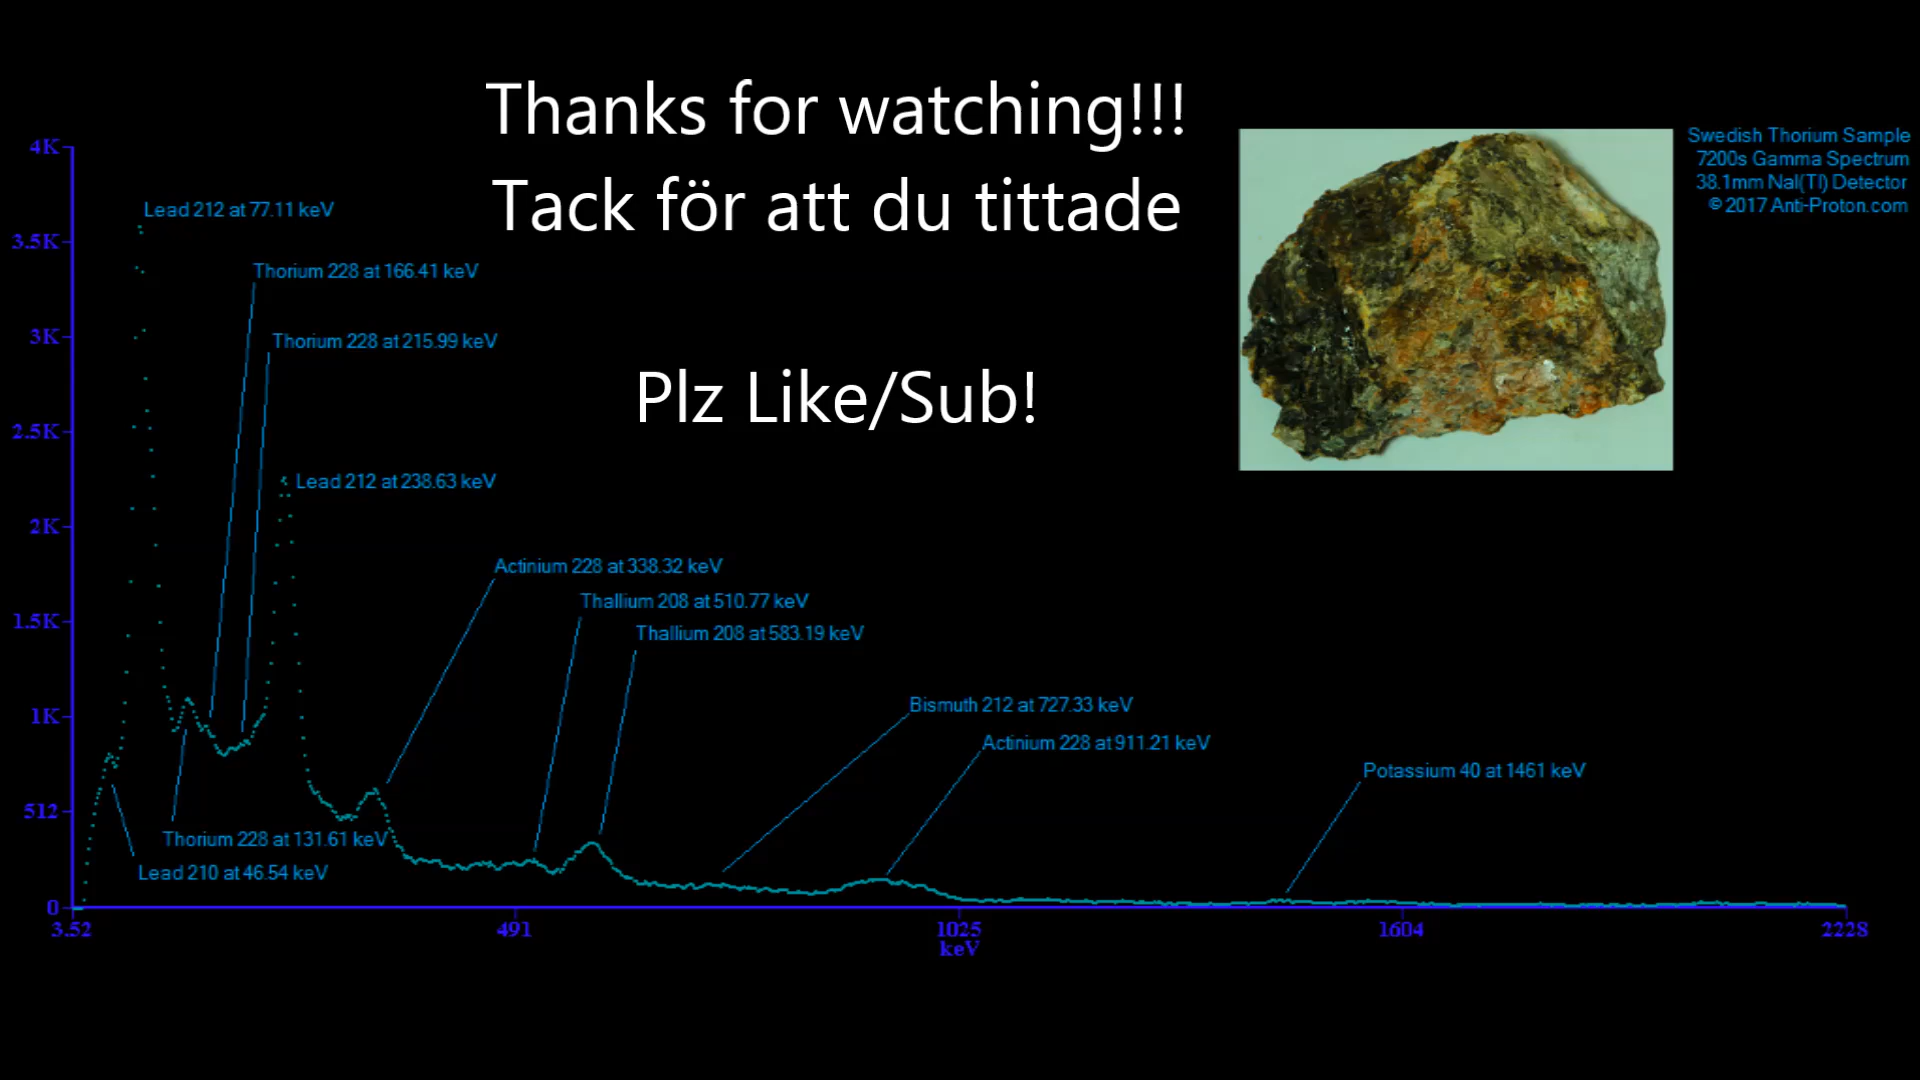 Thanks for watching!!!
Tack för att du tittade
Plz Like/Sub!
Swedish Thorium Sample
7200s Gamma Spectrum
38.1mm NaI(Tl) Detector
© 2017 Anti-Proton.com
4K
3.5K
3K
2.5K
2K
1.5K
1K
512
0
Lead 212 at 77.11 keV
Thorium 228 at 166.41 keV
Thorium 228 at 215.99 keV
Lead 212 at 238.63 keV
Actinium 228 at 338.32 keV
Thallium 208 at 510.77 keV
Thallium 208 at 583.19 keV
Bismuth 212 at 727.33 keV
Actinium 228 at 911.21 keV
Potassium 40 at 1461 keV
Thorium 228 at 131.61 keV
Lead 210 at 46.54 keV
3.52 491 1025 1604 2228
keV